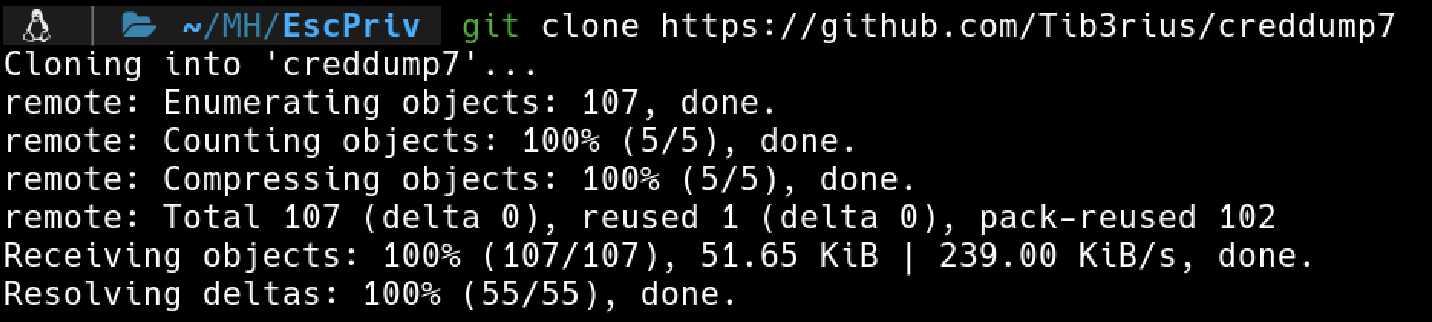 ~/MH/EscPriv git clone https://github.com/Tib3rius/creddump7
Cloning into 'creddump7'...
remote: Enumerating objects: 107, done.
remote: Counting objects: 100% (5/5), done.
remote: Compressing objects: 100% (5/5), done.
remote: Total 107 (delta 0), reused 1 (delta 0), pack-reused 102
Receiving objects: 100% (107/107), 51.65 KiB | 239.00 KiB/s, done.
Resolving deltas: 100% (55/55), done.